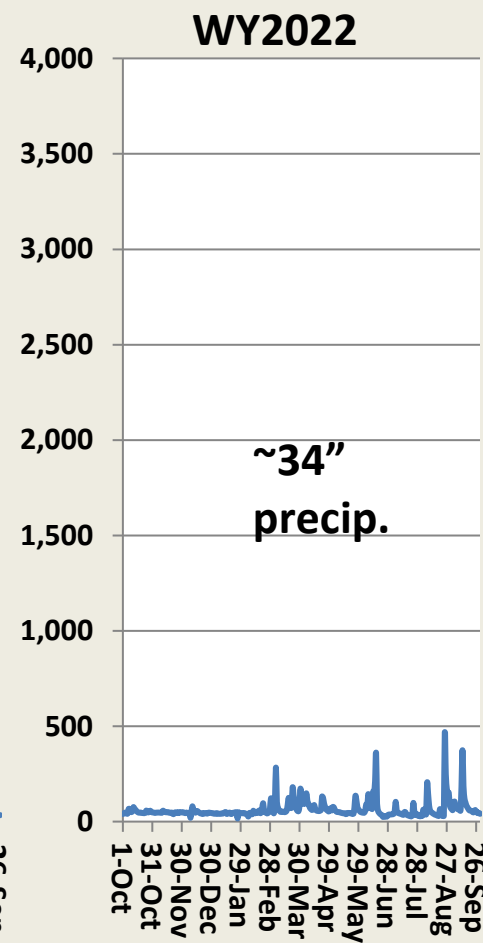 WY2022
4,000
3,500
3,000
2,500
2,000
1,500
1,000
500
0
~34”
precip.
26-Sep
1-Oct
31-Oct
30-Nov
30-Dec
29-Jan
28-Feb
30-Mar
29-Apr
29-May
28-Jun
28-Jul
27-Aug
26-Sep